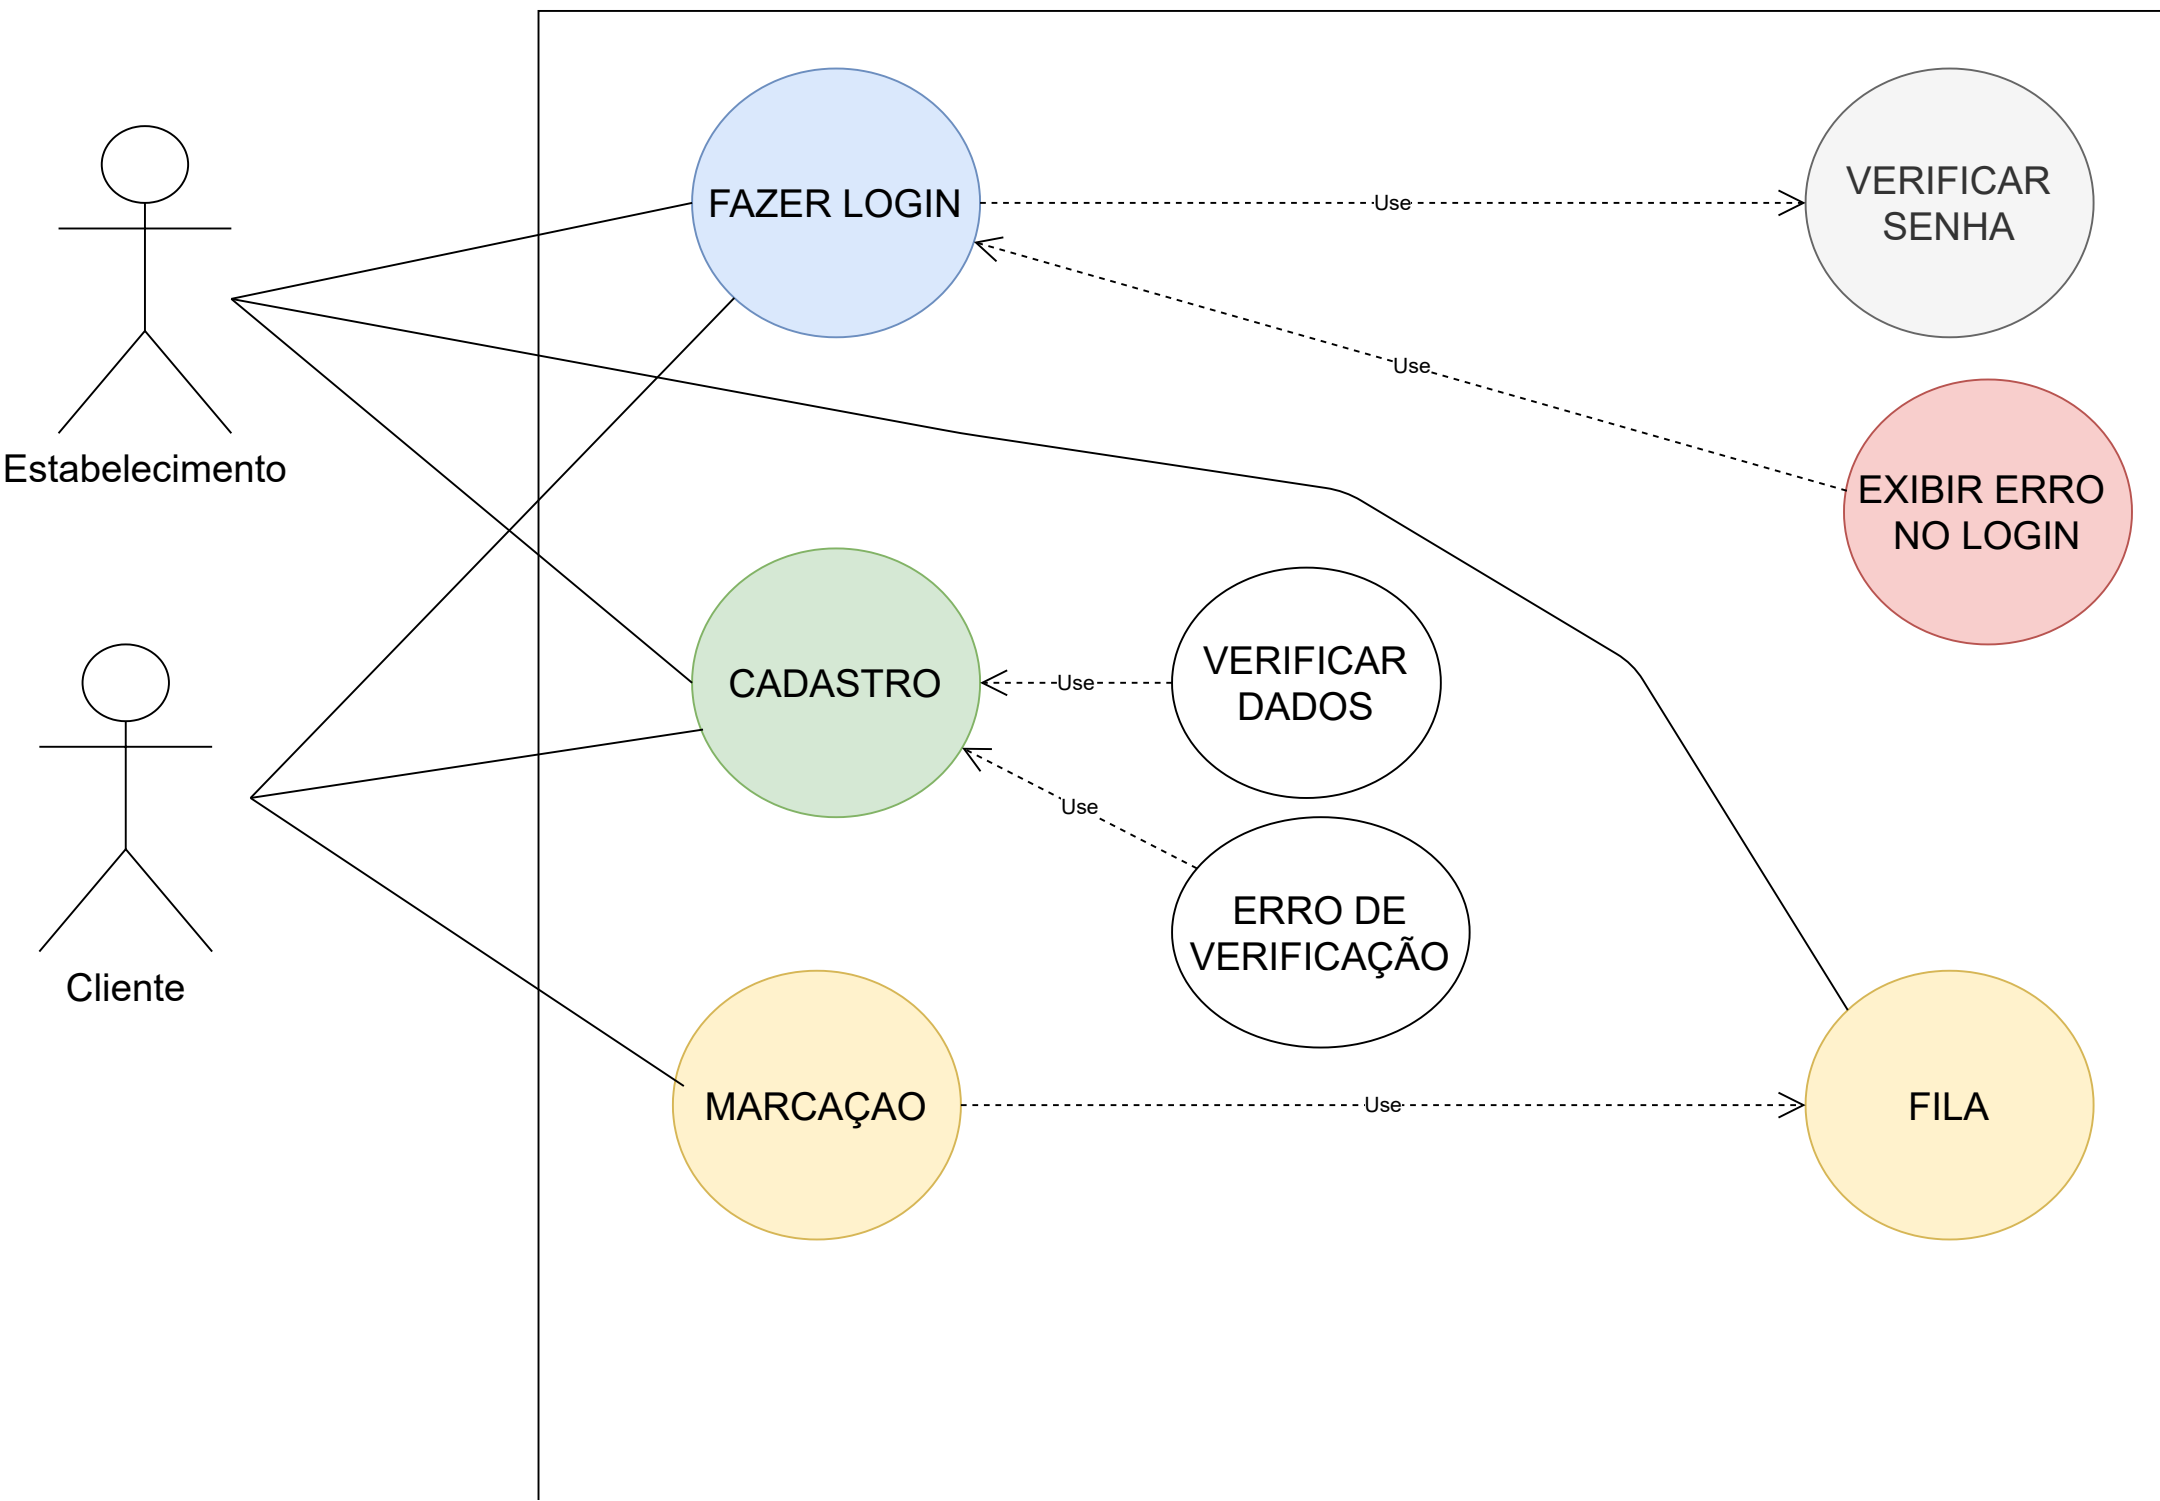 FAZER LOGIN
Use
VERIFICAR
SENHA
Use
Estabelecimento
EXIBIR ERRO
NO LOGIN
CADASTRO
Use
VERIFICAR
DADOS
Use
ERRO DE
VERIFICAÇÃO
Cliente
MARCAÇAO
Use
FILA